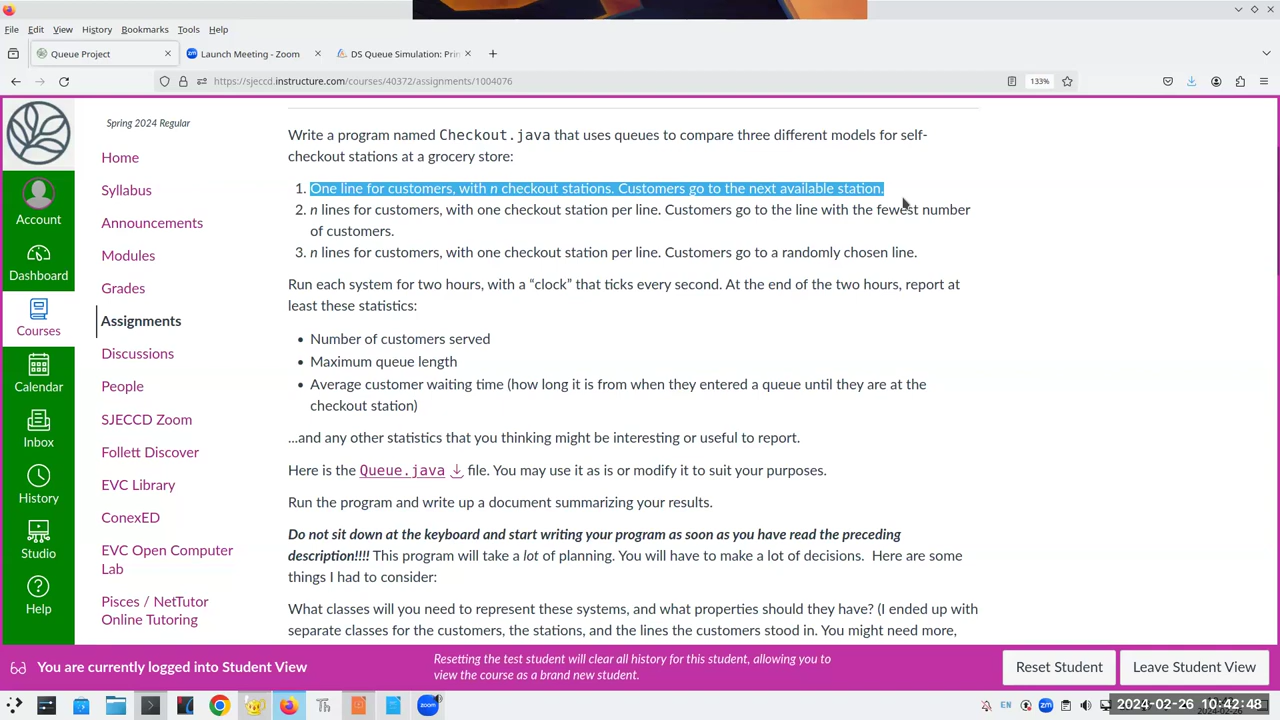 File Edit View History Bookmarks Tools Help
Queue Project
Launch Meeting - Zoom
DS Queue Simulation: Prin
https://sjeccd.instructure.com/courses/40372/assignments/1004076
133%
Spring 2024 Regular
Home
Syllabus
Announcements
Modules
Grades
Assignments
Discussions
People
SJECCD Zoom
Follett Discover
EVC Library
ConexED
EVC Open Computer
Lab
Pisces / NetTutor
Online Tutoring
Account
Dashboard
Courses
Calendar
Inbox
History
Studio
Help
Write a program named Checkout.java that uses queues to compare three different models for self-
checkout stations at a grocery store:
1. One line for customers, with n checkout stations. Customers go to the next available station.
2. n lines for customers, with one checkout station per line. Customers go to the line with the fewest number
of customers.
3. n lines for customers, with one checkout station per line. Customers go to a randomly chosen line.
Run each system for two hours, with a “clock” that ticks every second. At the end of the two hours, report at
least these statistics:
• Number of customers served
• Maximum queue length
• Average customer waiting time (how long it is from when they entered a queue until they are at the
checkout station)
...and any other statistics that you thinking might be interesting or useful to report.
Here is the Queue.java file. You may use it as is or modify it to suit your purposes.
Run the program and write up a document summarizing your results.
Do not sit down at the keyboard and start writing your program as soon as you have read the preceding
description!!!! This program will take a lot of planning. You will have to make a lot of decisions. Here are some
things I had to consider:
What classes will you need to represent these systems, and what properties should they have? (I ended up with
separate classes for the customers, the stations, and the lines the customers stood in. You might need more,
You are currently logged into Student View
Resetting the test student will clear all history for this student, allowing you to
view the course as a brand new student.
Reset Student
Leave Student View
Th
zoom
EN
2024-02-26 10:42:48